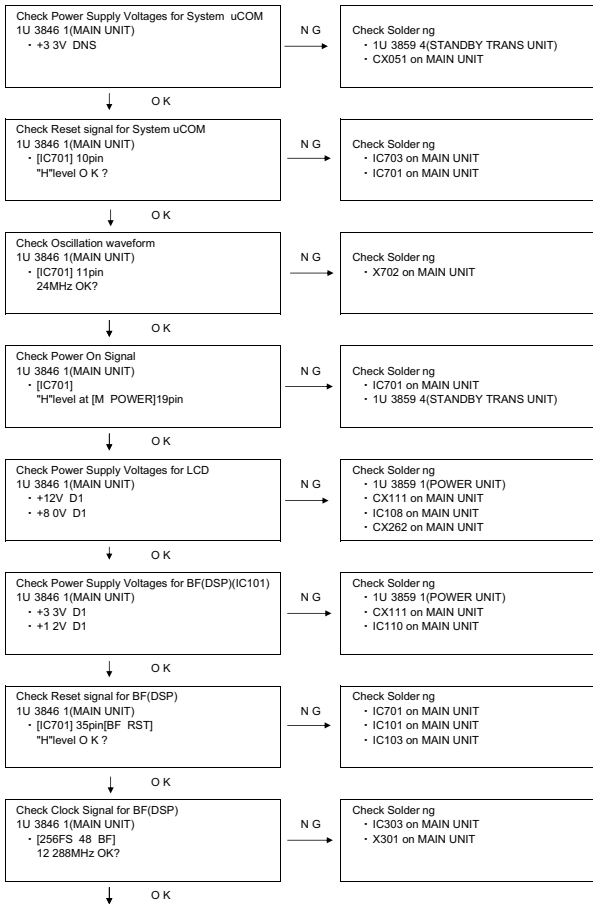 Check Power Supply Voltages for System uCOM
1U 3846 1(MAIN UNIT)
・ +3 3V DNS
N G
Check Solder ng
・ 1U 3859 4(STANDBY TRANS UNIT)
・ CX051 on MAIN UNIT
O K
Check Reset signal for System uCOM
1U 3846 1(MAIN UNIT)
・ [IC701] 10pin
"H"level O K ?
N G
Check Solder ng
・ IC703 on MAIN UNIT
・ IC701 on MAIN UNIT
O K
Check Oscillation waveform
1U 3846 1(MAIN UNIT)
・ [IC701] 11pin
24MHz OK?
N G
Check Solder ng
・ X702 on MAIN UNIT
O K
Check Power On Signal
1U 3846 1(MAIN UNIT)
・ [IC701]
"H"level at [M POWER]19pin
N G
Check Solder ng
・ IC701 on MAIN UNIT
・ 1U 3859 4(STANDBY TRANS UNIT)
O K
Check Power Supply Voltages for LCD
1U 3846 1(MAIN UNIT)
・ +12V D1
・ +8 0V D1
N G
Check Solder ng
・ 1U 3859 1(POWER UNIT)
・ CX111 on MAIN UNIT
・ IC108 on MAIN UNIT
・ CX262 on MAIN UNIT
O K
Check Power Supply Voltages for BF(DSP)(IC101)
1U 3846 1(MAIN UNIT)
・ +3 3V D1
・ +1 2V D1
N G
Check Solder ng
・ 1U 3859 1(POWER UNIT)
・ CX111 on MAIN UNIT
・ IC110 on MAIN UNIT
O K
Check Reset signal for BF(DSP)
1U 3846 1(MAIN UNIT)
・ [IC701] 35pin[BF RST]
"H"level O K ?
N G
Check Solder ng
・ IC701 on MAIN UNIT
・ IC101 on MAIN UNIT
・ IC103 on MAIN UNIT
O K
Check Clock Signal for BF(DSP)
1U 3846 1(MAIN UNIT)
・ [256FS 48 BF]
12 288MHz OK?
N G
Check Solder ng
・ IC303 on MAIN UNIT
・ X301 on MAIN UNIT
O K